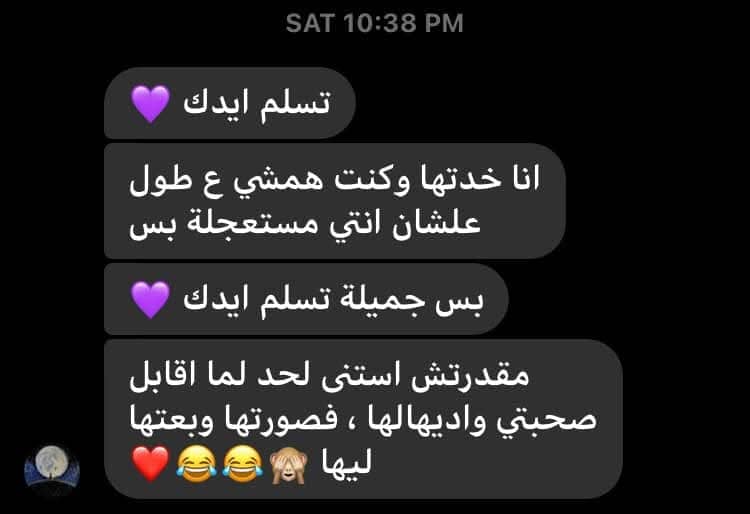 SAT 10:38 PM
تسلم ايدك 💜
انا خدتها وكنت همشي ع طول
علشان انتي مستعجلة بس
بس جميلة تسلم ايدك 💜
مقدرتش استنى لحد لما اقابل
صحبتي واديهالها ، فصورتها وبعتها
ليها 🙈😂😂❤️